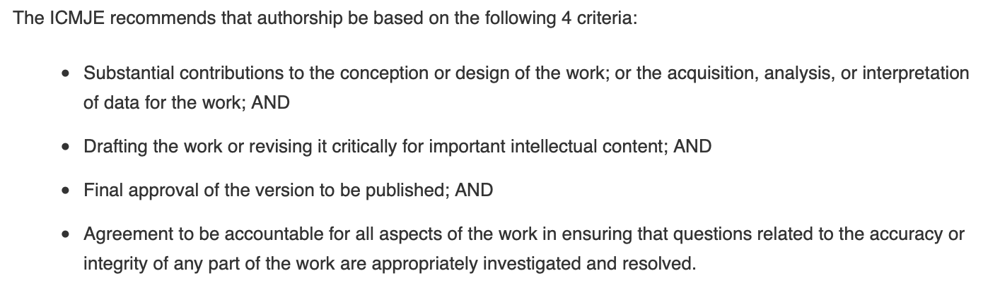 The ICMJE recommends that authorship be based on the following 4 criteria:
• Substantial contributions to the conception or design of the work; or the acquisition, analysis, or interpretation
of data for the work; AND
• Drafting the work or revising it critically for important intellectual content; AND
• Final approval of the version to be published; AND
• Agreement to be accountable for all aspects of the work in ensuring that questions related to the accuracy or
integrity of any part of the work are appropriately investigated and resolved.